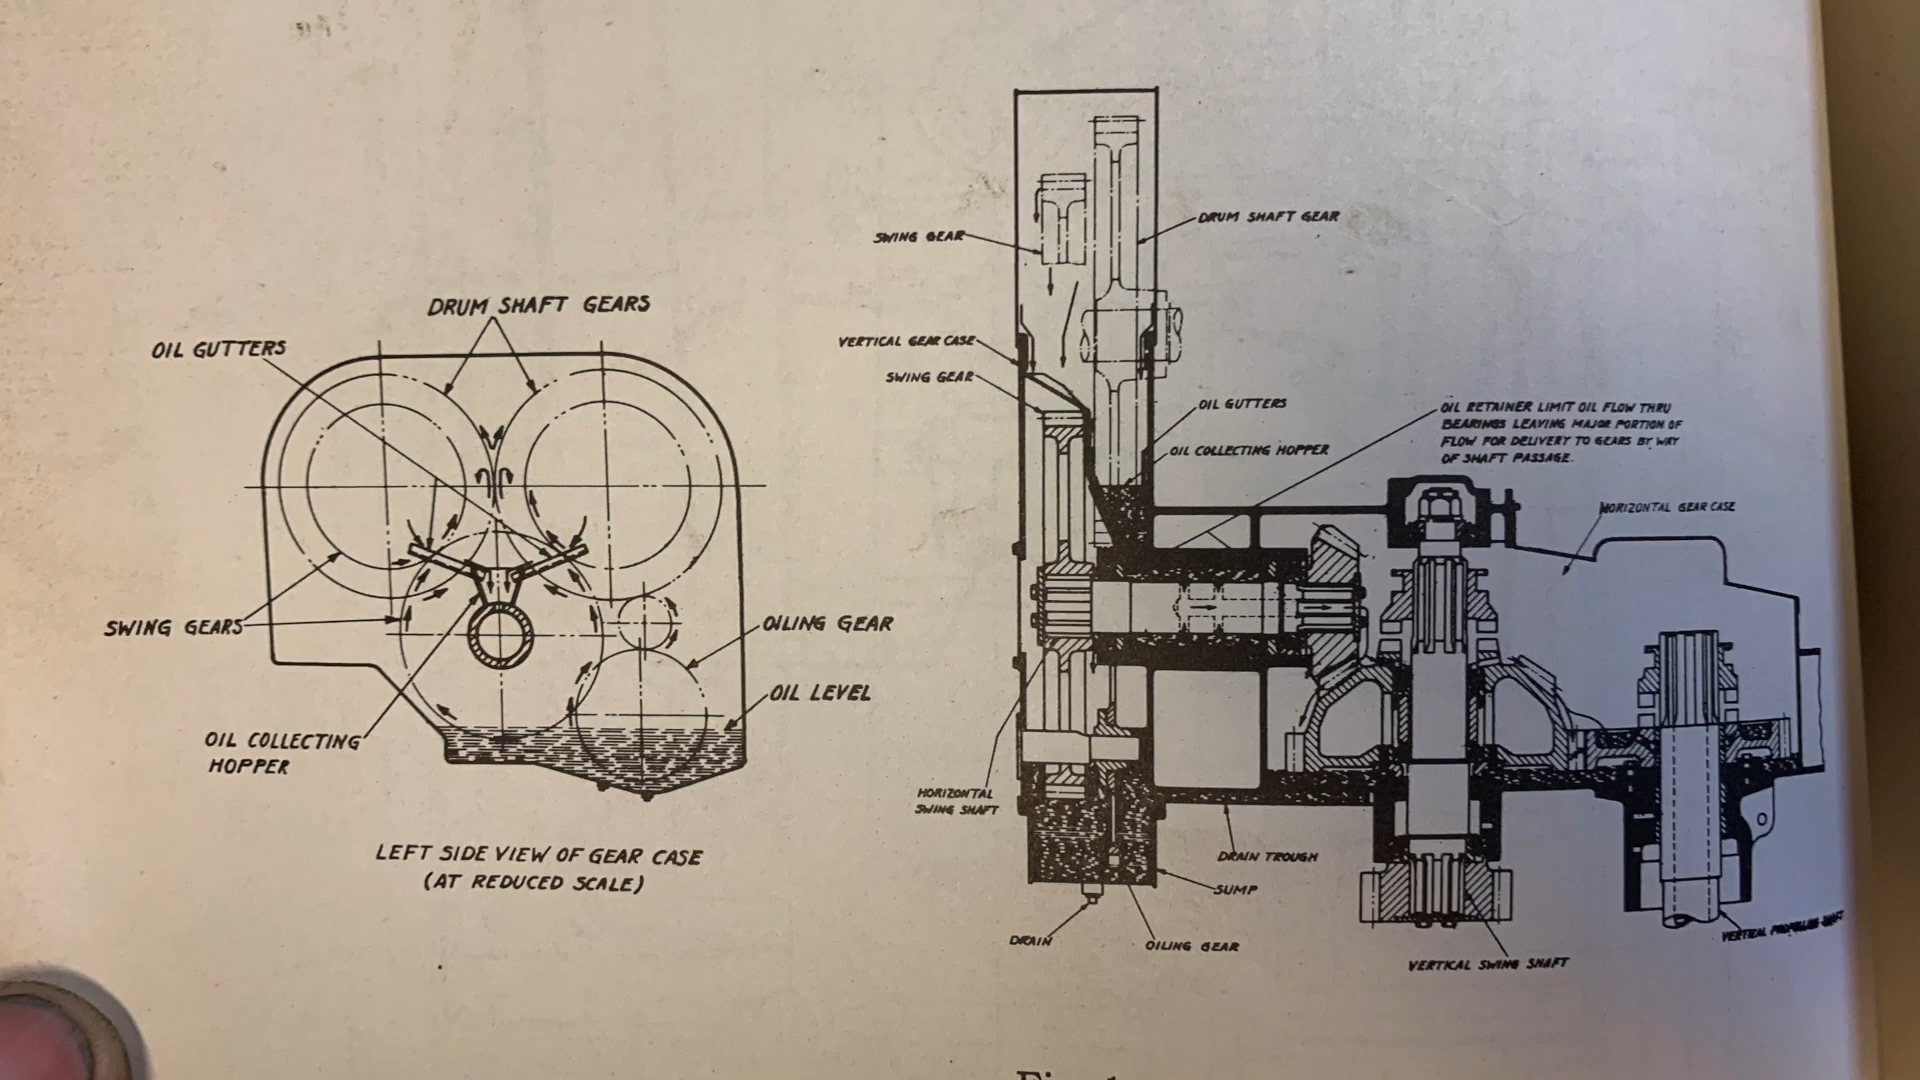 DRUM SHAFT GEARS
OIL GUTTERS
SWING GEARS
OILING GEAR
OIL LEVEL
OIL COLLECTING
HOPPER
LEFT SIDE VIEW OF GEAR CASE
(AT REDUCED SCALE)
SWING GEAR
DRUM SHAFT GEAR
VERTICAL GEAR CASE
SWING GEAR
OIL GUTTERS
OIL COLLECTING HOPPER
OIL RETAINER LIMIT OIL FLOW THRU
BEARINGS LEAVING MAJOR PORTION OF
FLOW FOR DELIVERY TO GEARS BY WAY
OF SHAFT PASSAGE.
HORIZONTAL GEAR CASE
HORIZONTAL
SWING SHAFT
DRAIN TROUGH
SUMP
DRAIN
OILING GEAR
VERTICAL SWING SHAFT
VERTICAL PROPELLING SHAFT